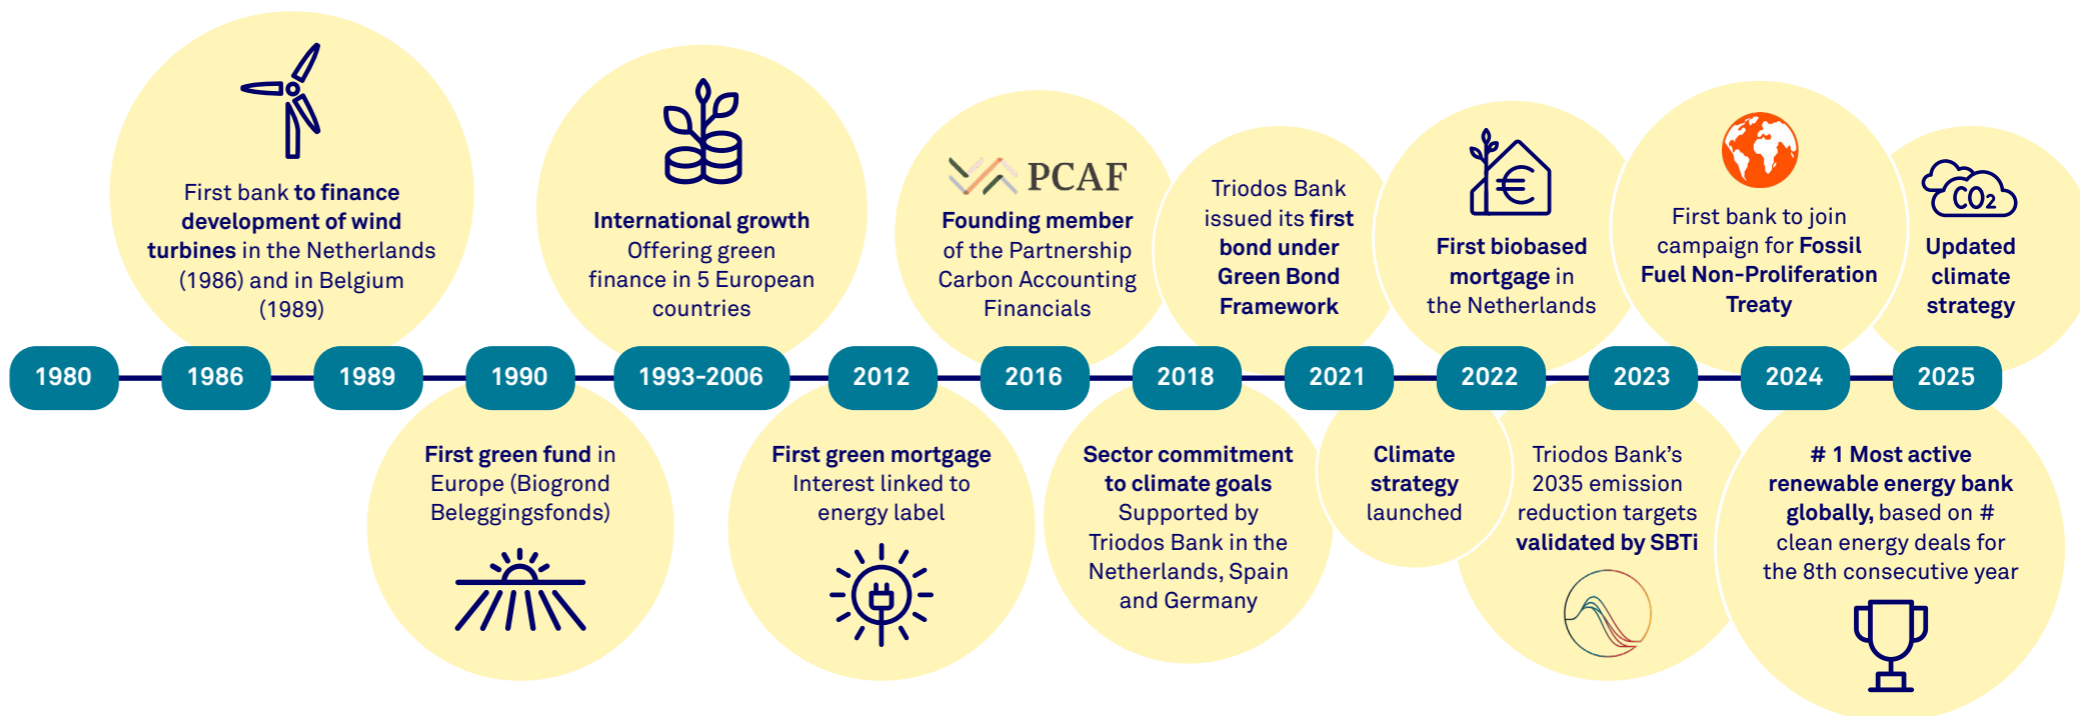 First bank to finance
development of wind
turbines in the Netherlands
(1986) and in Belgium
(1989)
International growth
Offering green
finance in 5 European
countries
PCAF
Founding member
of the Partnership
Carbon Accounting
Financials
Triodos Bank
issued its first
bond under
Green Bond
Framework
€
First biobased
mortgage in
the Netherlands
First bank to join
campaign for Fossil
Fuel Non-Proliferation
Treaty
CO₂
Updated
climate
strategy
1980
1986
1989
1990
1993-2006
2012
2016
2018
2021
2022
2023
2024
2025
First green fund in
Europe (Biogrond
Beleggingsfonds)
First green mortgage
Interest linked to
energy label
Sector commitment
to climate goals
Supported by
Triodos Bank in the
Netherlands, Spain
and Germany
Climate
strategy
launched
Triodos Bank’s
2035 emission
reduction targets
validated by SBTi
# 1 Most active
renewable energy bank
globally, based on #
clean energy deals for
the 8th consecutive year